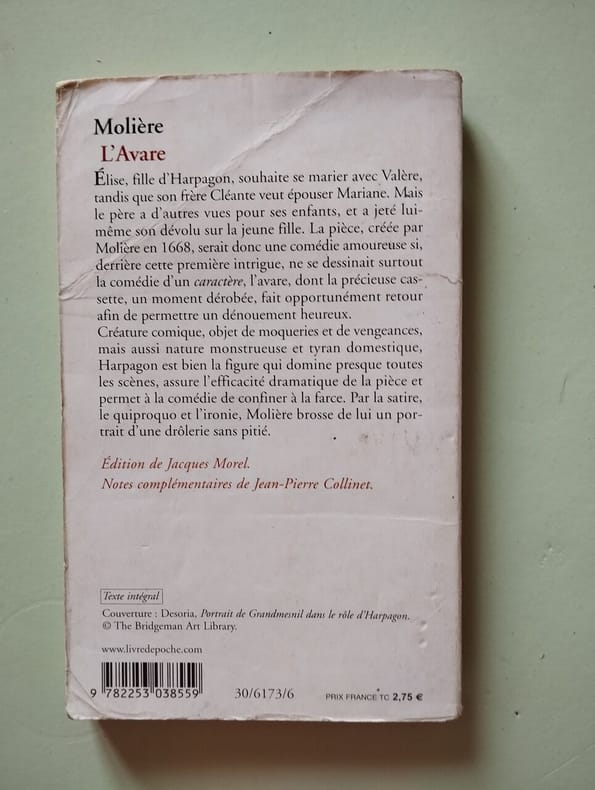 Molière
L'Avare
Élise, fille d'Harpagon, souhaite se marier avec Valère,
tandis que son frère Cléante veut épouser Mariane. Mais
le père a d'autres vues pour ses enfants, et a jeté lui-
même son dévolu sur la jeune fille. La pièce, créée par
Molière en 1668, serait donc une comédie amoureuse si,
derrière cette première intrigue, ne se dessinait surtout
la comédie d'un caractère, l'avare, dont la précieuse cas-
sette, un moment dérobée, fait opportunément retour
afin de permettre un dénouement heureux.
Créature comique, objet de moqueries et de vengeances,
mais aussi nature monstrueuse et tyran domestique,
Harpagon est bien la figure qui domine presque toutes
les scènes, assure l'efficacité dramatique de la pièce et
permet à la comédie de confiner à la farce. Par la satire,
le quiproquo et l'ironie, Molière brosse de lui un por-
trait d'une drôlerie sans pitié.
Édition de Jacques Morel.
Notes complémentaires de Jean-Pierre Collinet.
Texte intégral
Couverture : Desoria, Portrait de Grandmesnil dans le rôle d'Harpagon.
© The Bridgeman Art Library.
www.livredepoche.com
9 782253 038559
30/6173/6
PRIX FRANCE TC 2,75 €